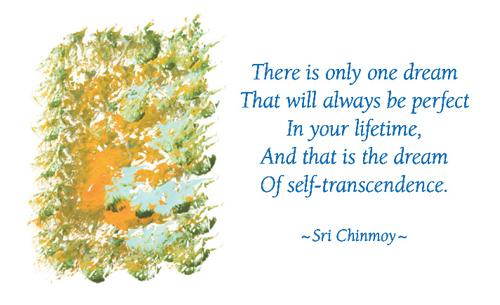 There is only one dream
That will always be perfect
In your lifetime,
And that is the dream
Of self-transcendence.
~Sri Chinmoy~